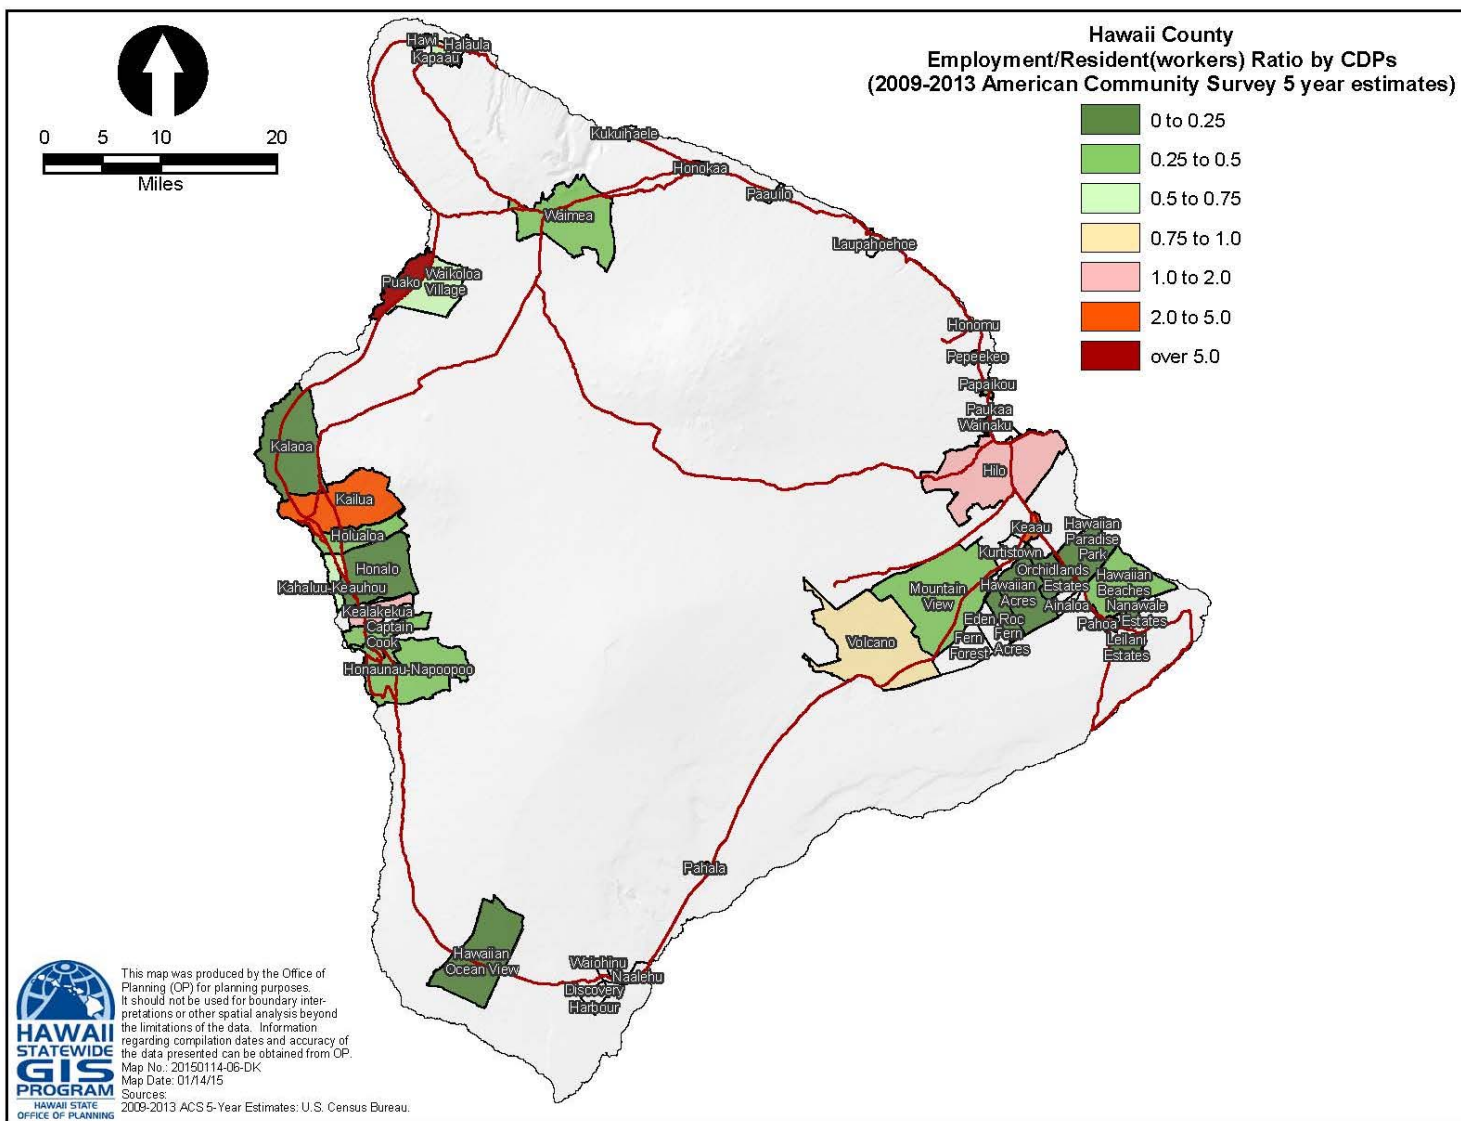 Hawaii County
Employment/Resident(workers) Ratio by CDPs
(2009-2013 American Community Survey 5 year estimates)
0 to 0.25
0.25 to 0.5
0.5 to 0.75
0.75 to 1.0
1.0 to 2.0
2.0 to 5.0
over 5.0
0 5 10 20
Miles
Hawi
Halaula
Kapaau
Kukuihaele
Honokaa
Paauilo
Waimea
Laupahoehoe
Puako
Waikoloa
Village
Honomu
Pepeekeo
Papaikou
Paukaa
Wainaku
Kalaoa
Hilo
Kailua
Holualoa
Keaau
Hawaiian
Paradise
Park
Kurtistown
Honalo
Orchidlands
Estates
Kahaluu-Keauhou
Mountain
View
Hawaiian
Acres
Hawaiian
Beaches
Ainaloa
Nanawale
Estates
Kealakekua
Captain
Cook
Eden Roc
Pahoa
Volcano
Fern
Forest
Fern
Acres
Leilani
Estates
Honaunau-Napoopoo
Pahala
Hawaiian
Ocean View
Waiohinu
Naalehu
Discovery
Harbour
HAWAII
STATEWIDE
GIS
PROGRAM
HAWAII STATE
OFFICE OF PLANNING
This map was produced by the Office of
Planning (OP) for planning purposes.
It should not be used for boundary inter-
pretations or other spatial analysis beyond
the limitations of the data. Information
regarding compilation dates and accuracy of
the data presented can be obtained from OP.
Map No.: 20150114-06-DK
Map Date: 01/14/15
Sources:
2009-2013 ACS 5-Year Estimates: U.S. Census Bureau.